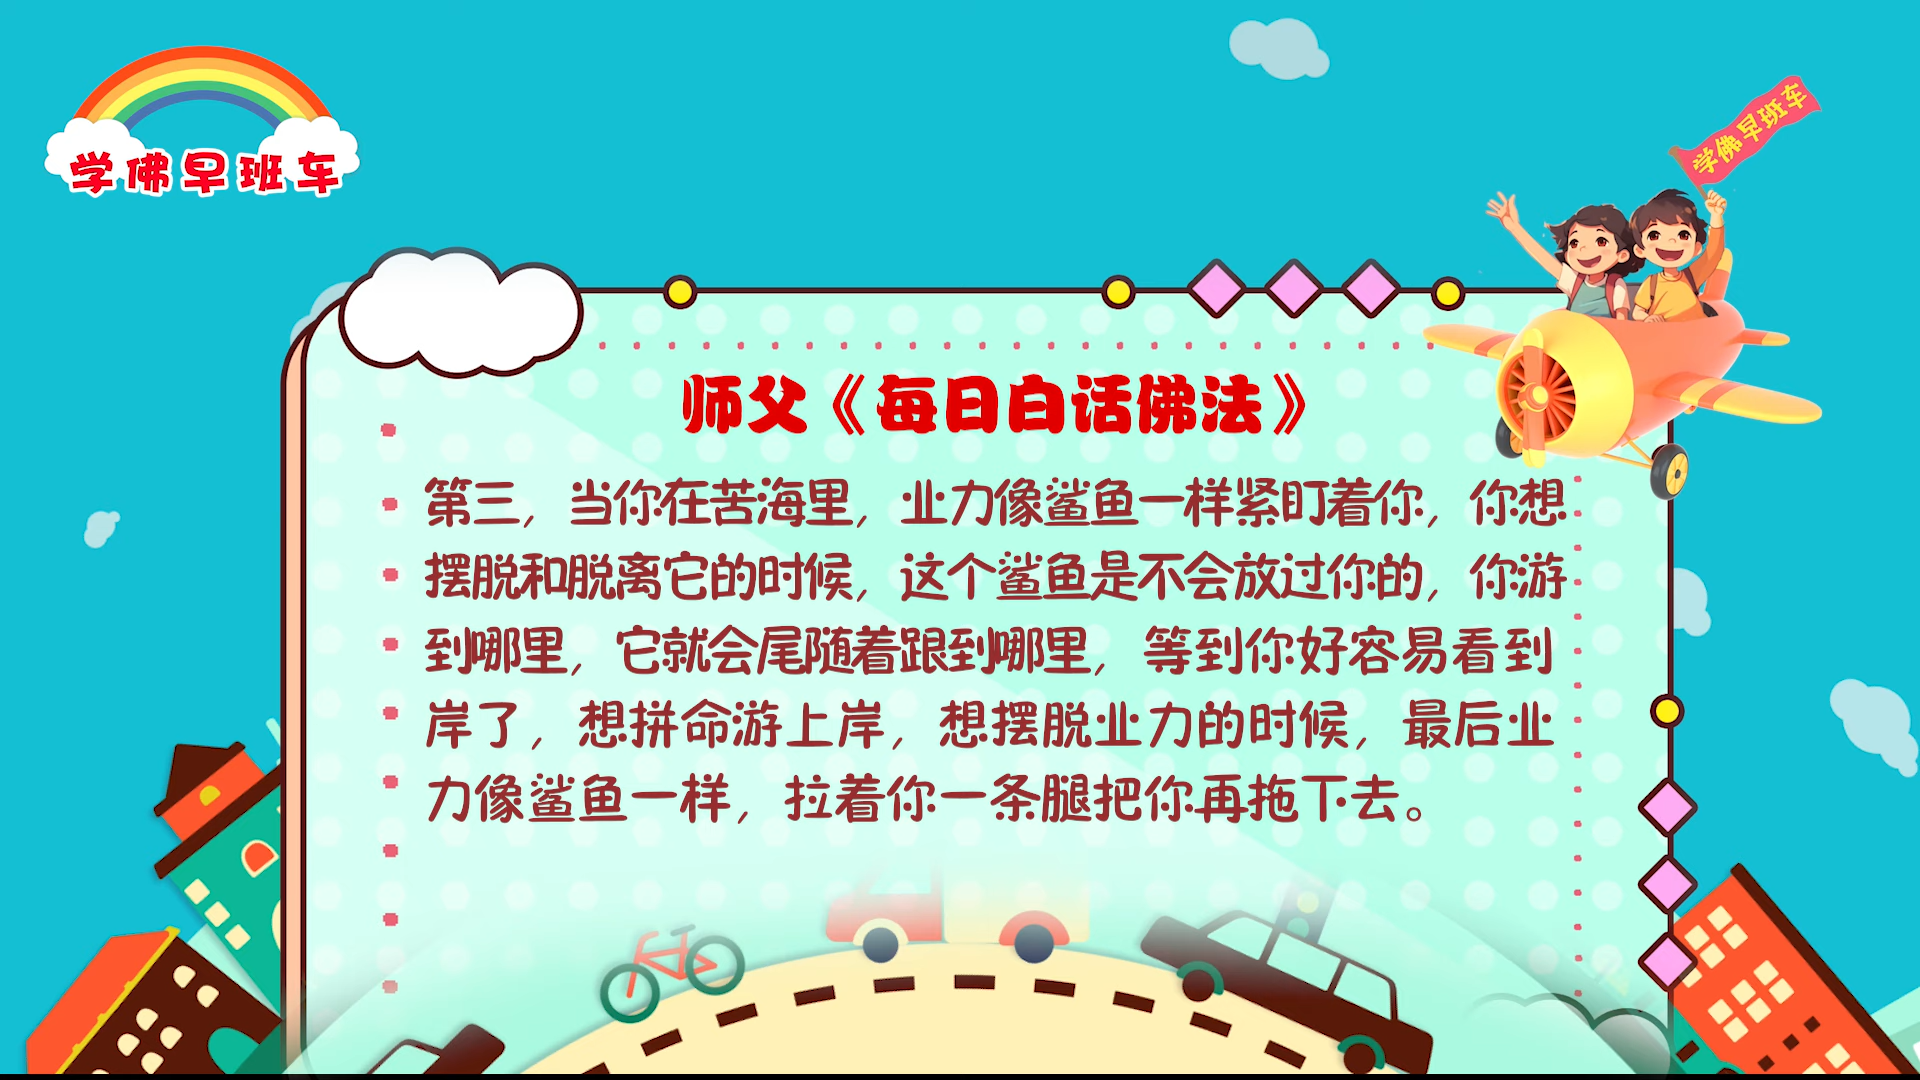 学佛早班车
学佛早班车
师父《每日白话佛法》
第三，当你在苦海里，业力像鲨鱼一样紧盯着你，你想
摆脱和脱离它的时候，这个鲨鱼是不会放过你的，你游
到哪里，它就会尾随着跟到哪里，等到你好容易看到
岸了，想拼命游上岸，想摆脱业力的时候，最后业
力像鲨鱼一样，拉着你一条腿把你再拖下去。